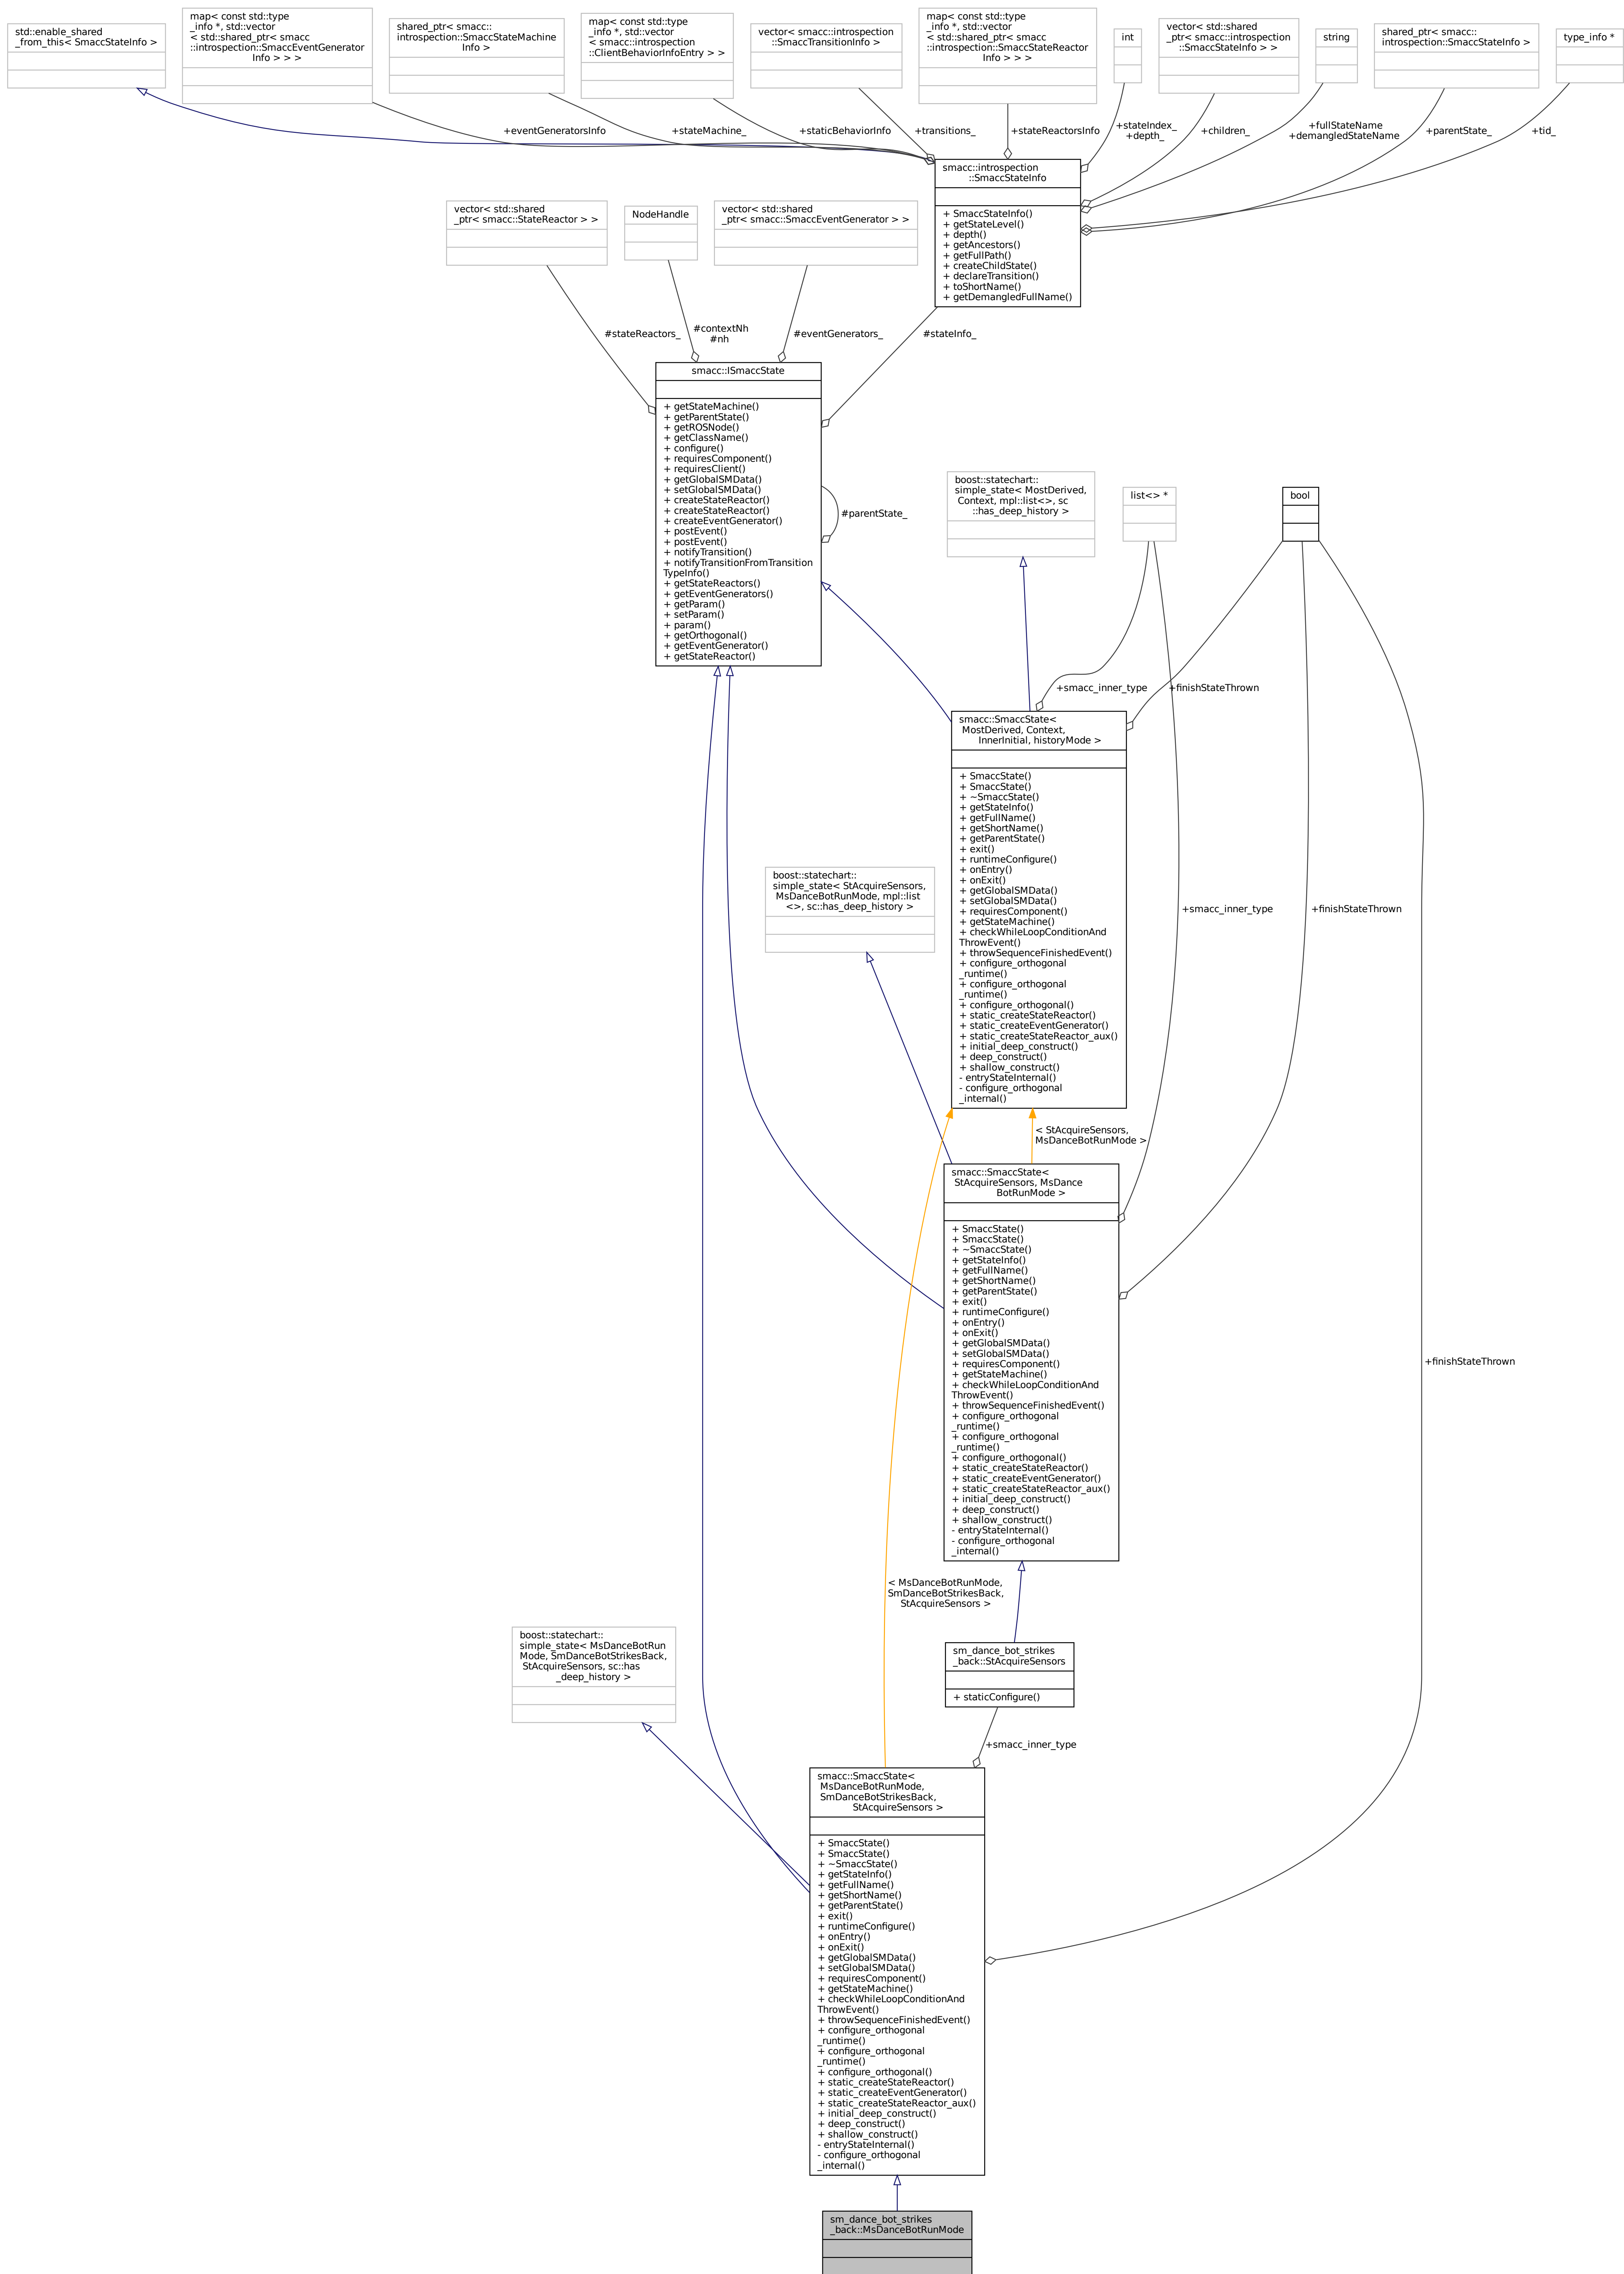 std::enable_shared
_from_this< SmaccStateInfo >
map< const std::type
_info *, std::vector
< std::shared_ptr< smacc
::introspection::SmaccEventGenerator
Info > > >
shared_ptr< smacc::
introspection::SmaccStateMachine
Info >
map< const std::type
_info *, std::vector
< smacc::introspection
::ClientBehaviorInfoEntry > >
vector< smacc::introspection
::SmaccTransitionInfo >
map< const std::type
_info *, std::vector
< std::shared_ptr< smacc
::introspection::SmaccStateReactor
Info > > >
int
vector< std::shared
_ptr< smacc::introspection
::SmaccStateInfo > >
string
shared_ptr< smacc::
introspection::SmaccStateInfo >
type_info *
+eventGeneratorsInfo
+stateMachine_
+staticBehaviorInfo
+transitions_
+stateReactorsInfo
+stateIndex_
+depth_
+children_
+fullStateName
+demangledStateName
+parentState_
+tid_
smacc::introspection
::SmaccStateInfo
+ SmaccStateInfo()
+ getStateLevel()
+ depth()
+ getAncestors()
+ getFullPath()
+ createChildState()
+ declareTransition()
+ toShortName()
+ getDemangledFullName()
vector< std::shared
_ptr< smacc::StateReactor > >
NodeHandle
vector< std::shared
_ptr< smacc::SmaccEventGenerator > >
#stateReactors_
#contextNh
#nh
#eventGenerators_
#stateInfo_
smacc::ISmaccState
+ getStateMachine()
+ getParentState()
+ getROSNode()
+ getClassName()
+ configure()
+ requiresComponent()
+ requiresClient()
+ getGlobalSMData()
+ setGlobalSMData()
+ createStateReactor()
+ createStateReactor()
+ createEventGenerator()
+ postEvent()
+ postEvent()
+ notifyTransition()
+ notifyTransitionFromTransition
TypeInfo()
+ getStateReactors()
+ getEventGenerators()
+ getParam()
+ setParam()
+ param()
+ getOrthogonal()
+ getEventGenerator()
+ getStateReactor()
#parentState_
boost::statechart::
simple_state< MostDerived,
Context, mpl::list<>, sc
::has_deep_history >
list<> *
bool
+smacc_inner_type
+finishStateThrown
smacc::SmaccState<
MostDerived, Context,
InnerInitial, historyMode >
+ SmaccState()
+ SmaccState()
+ ~SmaccState()
+ getStateInfo()
+ getFullName()
+ getShortName()
+ getParentState()
+ exit()
+ runtimeConfigure()
+ onEntry()
+ onExit()
+ getGlobalSMData()
+ setGlobalSMData()
+ requiresComponent()
+ getStateMachine()
+ checkWhileLoopConditionAnd
ThrowEvent()
+ throwSequenceFinishedEvent()
+ configure_orthogonal
_runtime()
+ configure_orthogonal
_runtime()
+ configure_orthogonal()
+ static_createStateReactor()
+ static_createEventGenerator()
+ static_createStateReactor_aux()
+ initial_deep_construct()
+ deep_construct()
+ shallow_construct()
- entryStateInternal()
- configure_orthogonal
_internal()
boost::statechart::
simple_state< StAcquireSensors,
MsDanceBotRunMode, mpl::list
<>, sc::has_deep_history >
+smacc_inner_type
+finishStateThrown
< StAcquireSensors,
MsDanceBotRunMode >
smacc::SmaccState<
StAcquireSensors, MsDance
BotRunMode >
+ SmaccState()
+ SmaccState()
+ ~SmaccState()
+ getStateInfo()
+ getFullName()
+ getShortName()
+ getParentState()
+ exit()
+ runtimeConfigure()
+ onEntry()
+ onExit()
+ getGlobalSMData()
+ setGlobalSMData()
+ requiresComponent()
+ getStateMachine()
+ checkWhileLoopConditionAnd
ThrowEvent()
+ throwSequenceFinishedEvent()
+ configure_orthogonal
_runtime()
+ configure_orthogonal
_runtime()
+ configure_orthogonal()
+ static_createStateReactor()
+ static_createEventGenerator()
+ static_createStateReactor_aux()
+ initial_deep_construct()
+ deep_construct()
+ shallow_construct()
- entryStateInternal()
- configure_orthogonal
_internal()
+finishStateThrown
< MsDanceBotRunMode,
SmDanceBotStrikesBack,
StAcquireSensors >
boost::statechart::
simple_state< MsDanceBotRun
Mode, SmDanceBotStrikesBack,
StAcquireSensors, sc::has
_deep_history >
sm_dance_bot_strikes
_back::StAcquireSensors
+ staticConfigure()
+smacc_inner_type
smacc::SmaccState<
MsDanceBotRunMode,
SmDanceBotStrikesBack,
StAcquireSensors >
+ SmaccState()
+ SmaccState()
+ ~SmaccState()
+ getStateInfo()
+ getFullName()
+ getShortName()
+ getParentState()
+ exit()
+ runtimeConfigure()
+ onEntry()
+ onExit()
+ getGlobalSMData()
+ setGlobalSMData()
+ requiresComponent()
+ getStateMachine()
+ checkWhileLoopConditionAnd
ThrowEvent()
+ throwSequenceFinishedEvent()
+ configure_orthogonal
_runtime()
+ configure_orthogonal
_runtime()
+ configure_orthogonal()
+ static_createStateReactor()
+ static_createEventGenerator()
+ static_createStateReactor_aux()
+ initial_deep_construct()
+ deep_construct()
+ shallow_construct()
- entryStateInternal()
- configure_orthogonal
_internal()
sm_dance_bot_strikes
_back::MsDanceBotRunMode